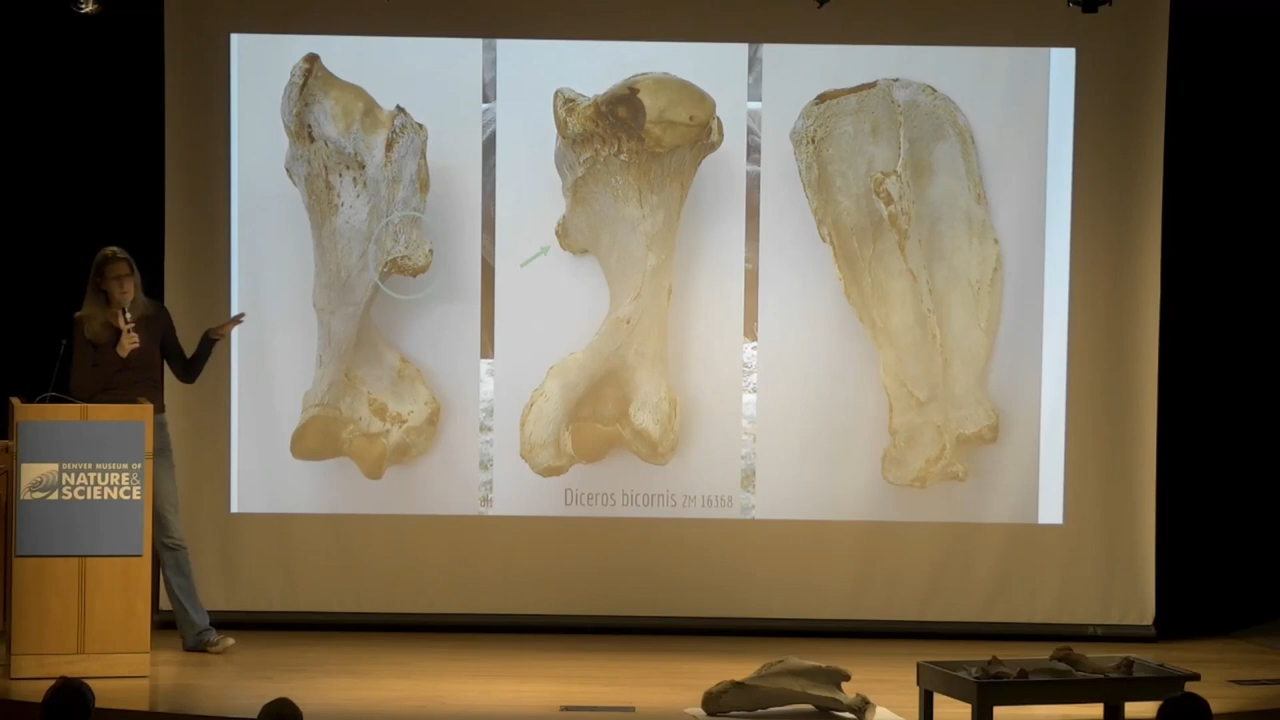 Diceros bicornis ZM 16368
DENVER MUSEUM OF
NATURE &
SCIENCE